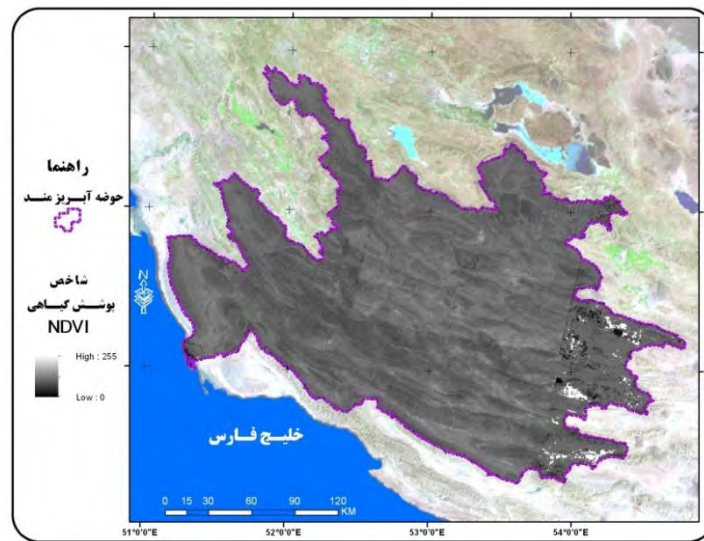 راهنما
حوضه آبریز مند
شاخص
پوشش گیاهی
NDVI
High : 255
Low : 0
N
خلیج فارس
0 15 30 60 90 120
KM
51°0'0"E 52°0'0"E 53°0'0"E 54°0'0"E